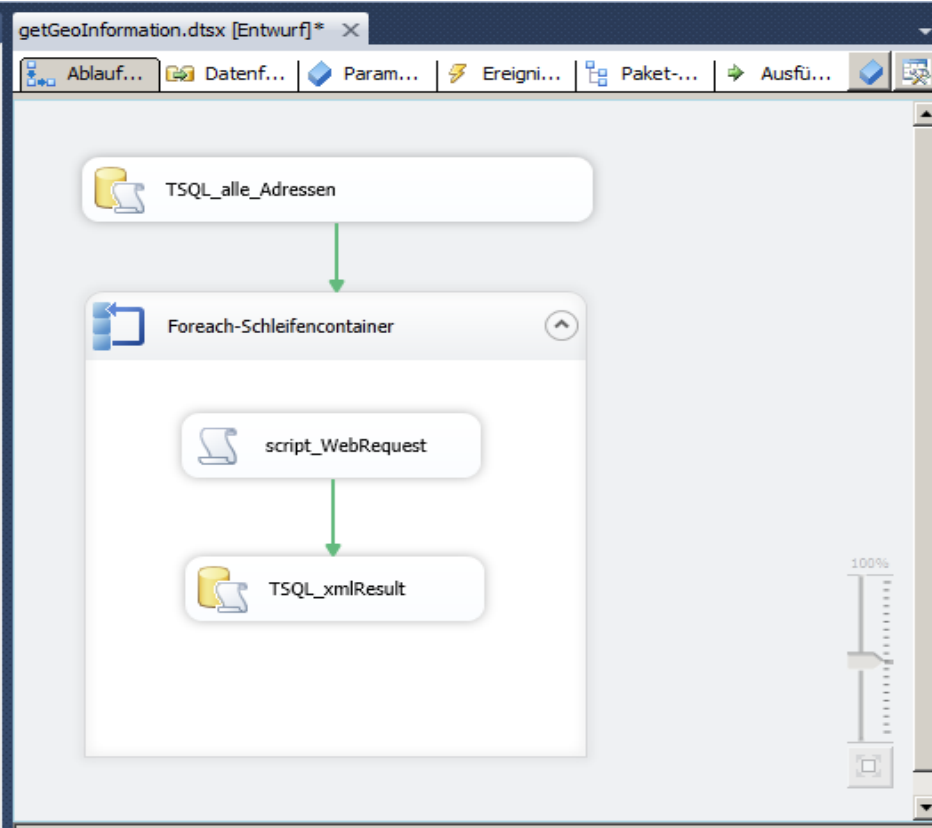 getGeoInformation.dtsx [Entwurf]*
Ablauf... Datenf... Param... Ereigni... Paket-... Ausfü...
TSQL_alle_Adressen
Foreach-Schleifencontainer
script_WebRequest
TSQL_xmlResult
100%